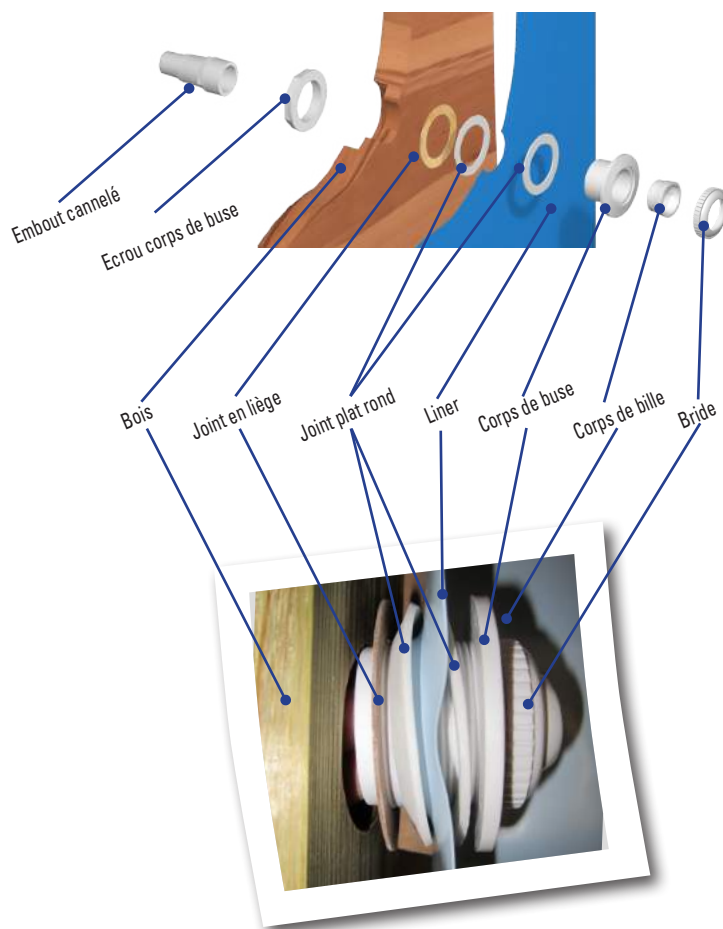 Embout cannelé
Ecrou corps de buse
Bois
Joint en liège
Joint plat rond
Liner
Corps de buse
Corps de bille
Bride